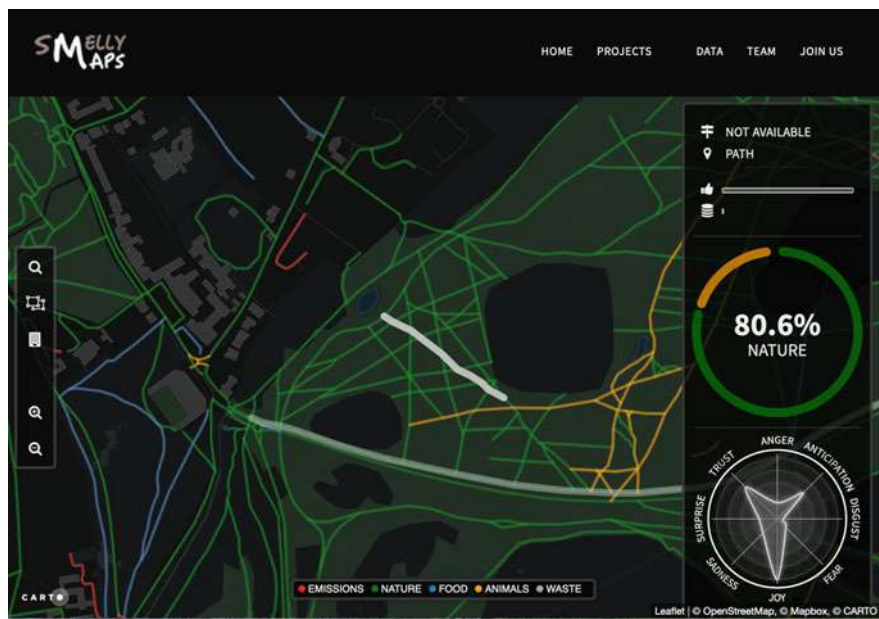 SMELLY
MAPS
HOME PROJECTS DATA TEAM JOIN US
NOT AVAILABLE
PATH
80.6%
NATURE
ANGER
ANTICIPATION
DISGUST
FEAR
JOY
SADNESS
SURPRISE
TRUST
EMISSIONS NATURE FOOD ANIMALS WASTE
CARTO
Leaflet | © OpenStreetMap, © Mapbox, © CARTO